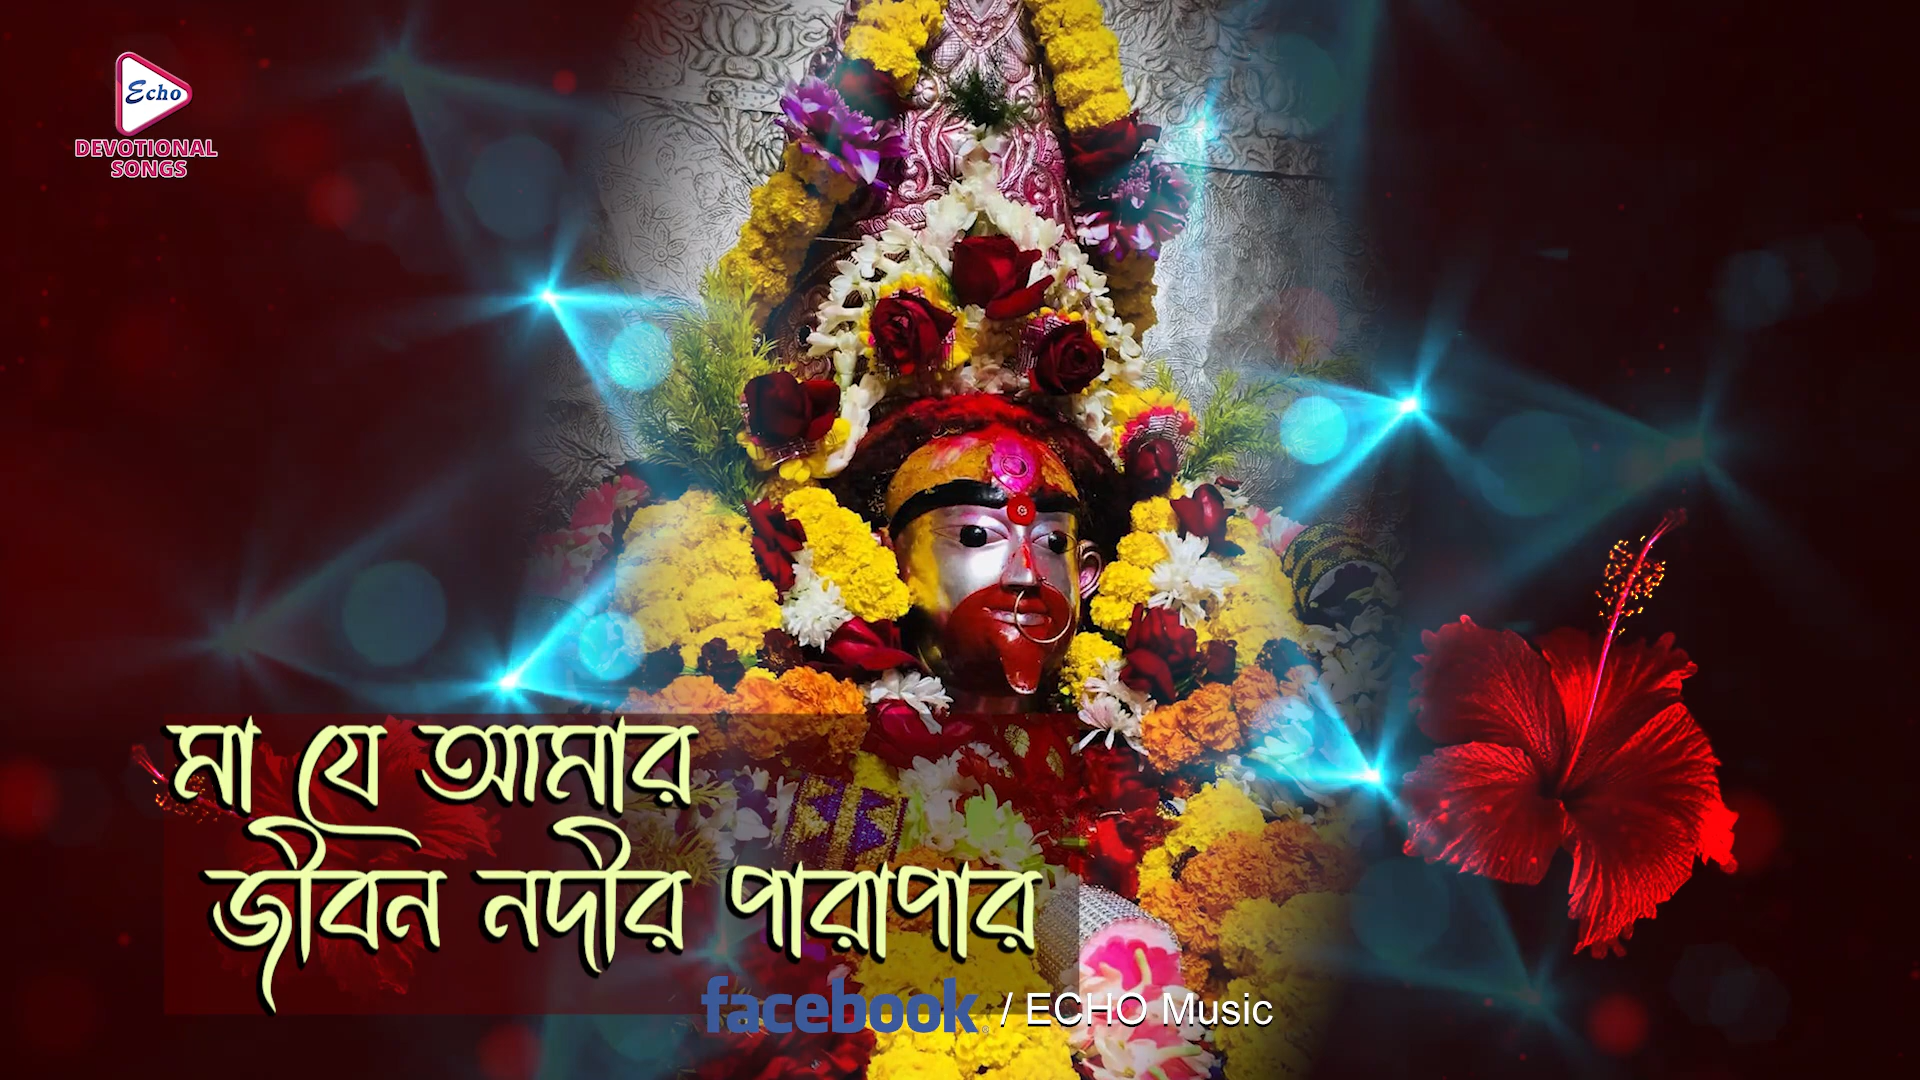 Echo
DEVOTIONAL
SONGS
মা যে আমার
জীবন নদীর পারাপার
facebook / ECHO Music